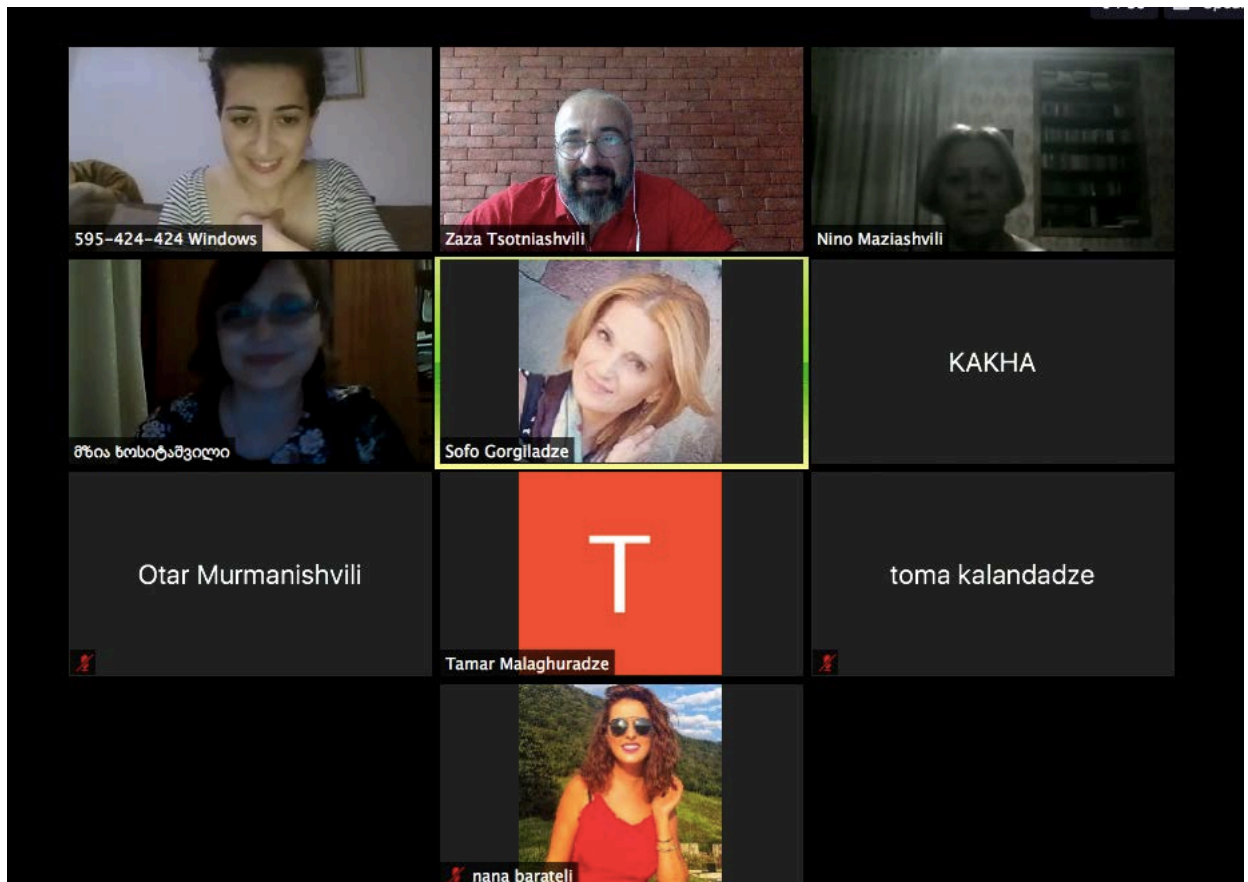 595-424-424 Windows
Zaza Tsotniashvili
Nino Maziashvili
მზია ხოსიტაშვილი
Sofo Gorgiladze
KAKHA
Otar Murmanishvili
T
Tamar Malaghuradze
toma kalandadze
nana barateli